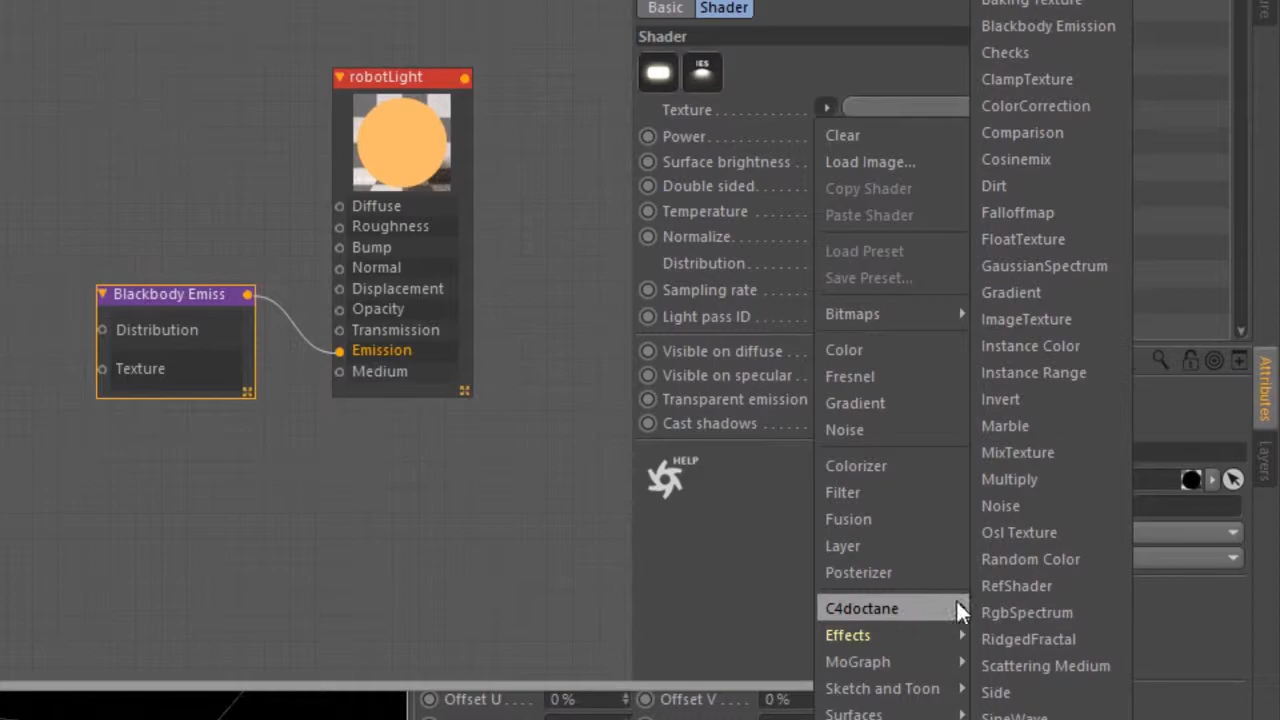 robotLight
Diffuse
Roughness
Bump
Normal
Displacement
Opacity
Transmission
Emission
Medium
Blackbody Emiss
Distribution
Texture
Basic
Shader
Shader
IES
Texture
Power
Surface brightness
Double sided
Temperature
Normalize
Distribution
Sampling rate
Light pass ID
Visible on diffuse
Visible on specular
Transparent emission
Cast shadows
HELP
Clear
Load Image...
Copy Shader
Paste Shader
Load Preset
Save Preset...
Bitmaps
Color
Fresnel
Gradient
Noise
Colorizer
Filter
Fusion
Layer
Posterizer
C4doctane
Effects
MoGraph
Sketch and Toon
Surfaces
Baking Texture
Blackbody Emission
Checks
ClampTexture
ColorCorrection
Comparison
Cosinemix
Dirt
Falloffmap
FloatTexture
GaussianSpectrum
Gradient
ImageTexture
Instance Color
Instance Range
Invert
Marble
MixTexture
Multiply
Noise
Osl Texture
Random Color
RefShader
RgbSpectrum
RidgedFractal
Scattering Medium
Side
SineWave
Attributes
Layers
Offset U . . . . 0 %
Offset V . . . . 0 %